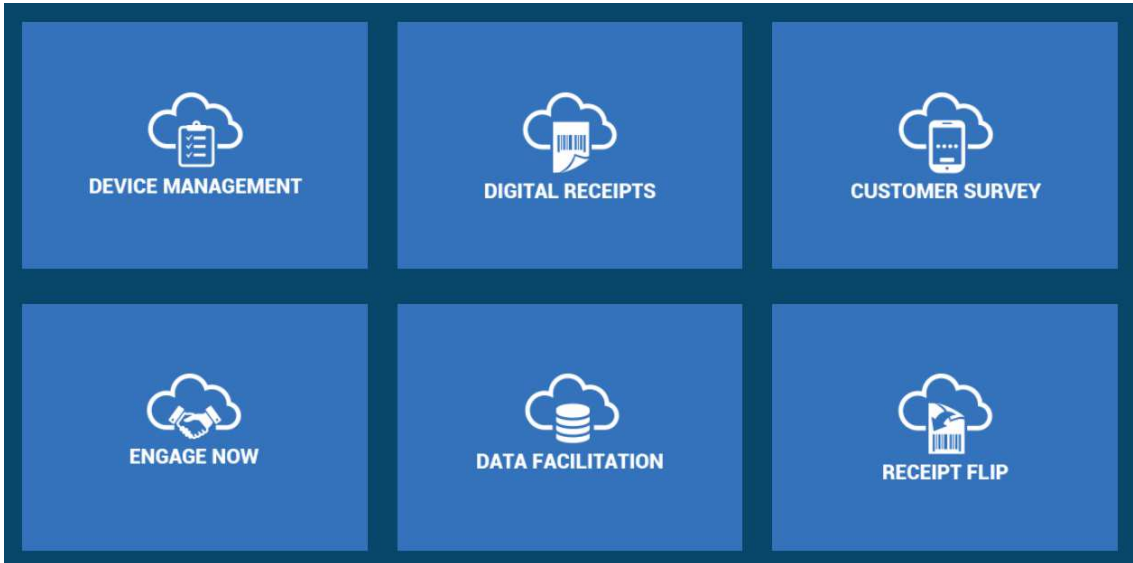 DEVICE MANAGEMENT
DIGITAL RECEIPTS
CUSTOMER SURVEY
ENGAGE NOW
DATA FACILITATION
RECEIPT FLIP